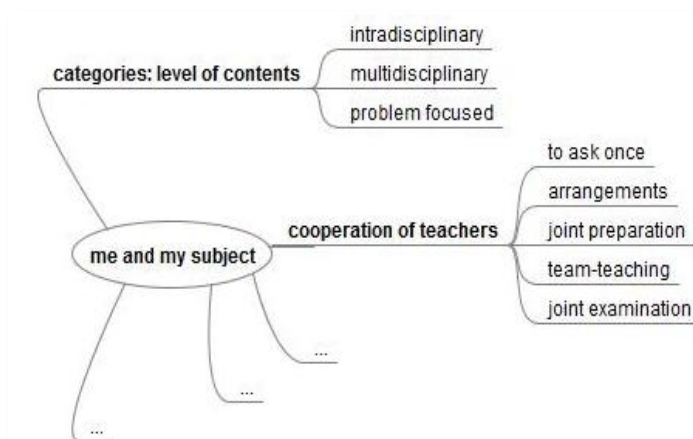 intradisciplinary
categories: level of contents
multidisciplinary
problem focused
to ask once
arrangements
cooperation of teachers
joint preparation
me and my subject
team-teaching
joint examination
...
...
...